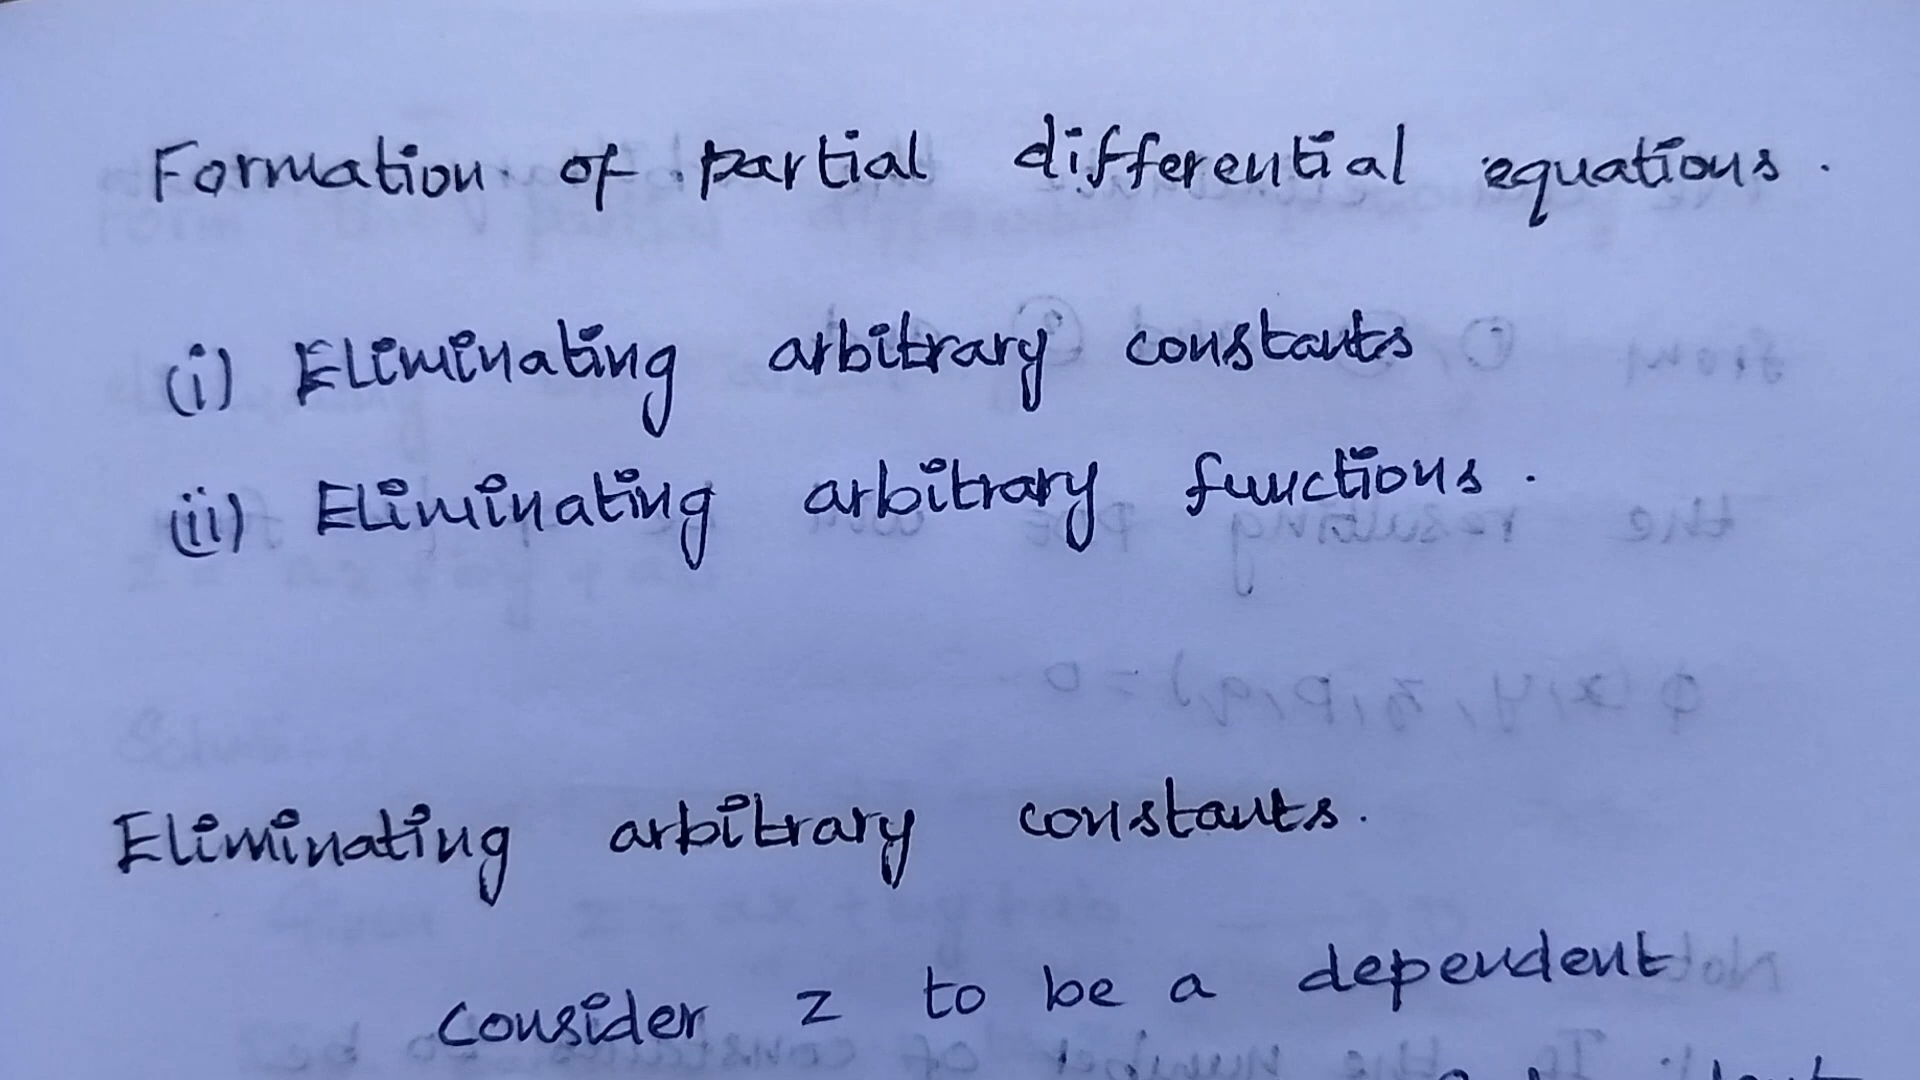 Formation of partial differential equations.
(i) Eliminating arbitrary constants
(ii) Eliminating arbitrary functions.
Eliminating arbitrary constants.
consider z to be a dependent